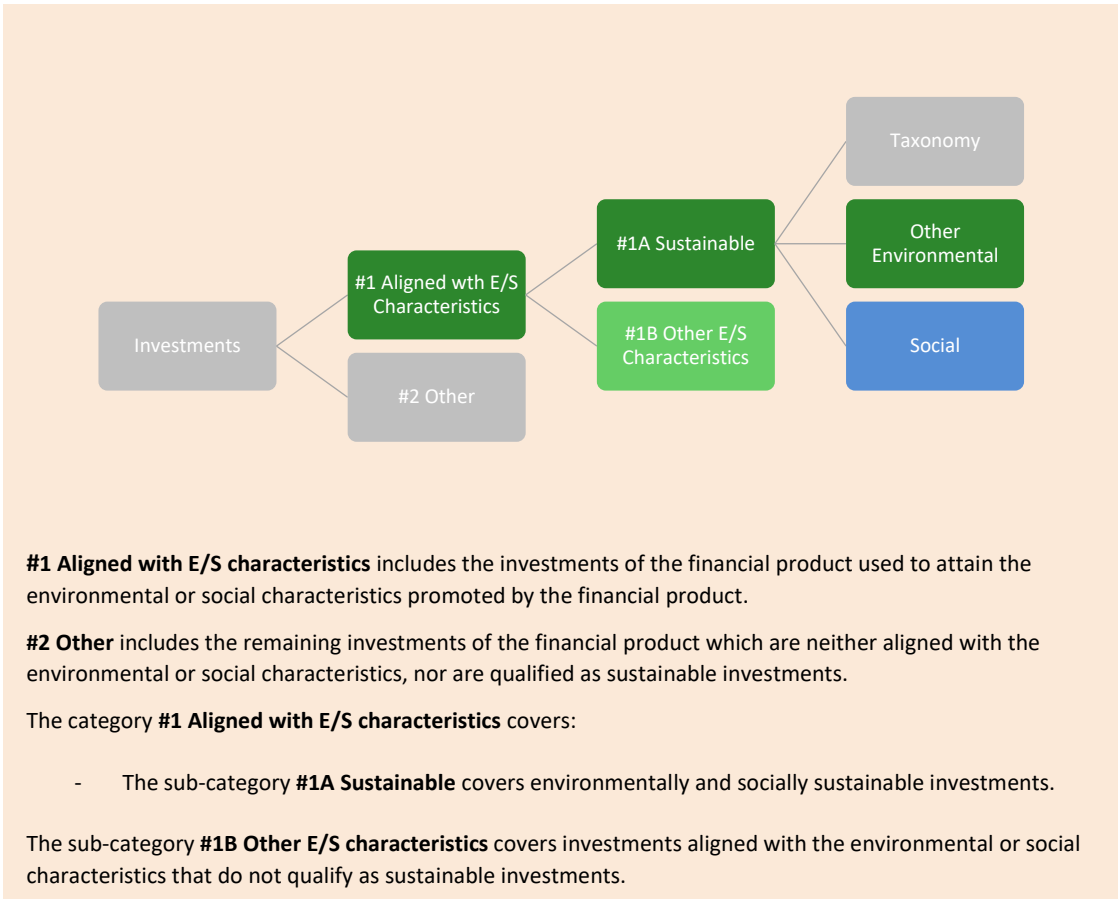 Taxonomy
#1A Sustainable
Other
Environmental
#1 Aligned wth E/S
Characteristics
Investments
#1B Other E/S
Characteristics
Social
#2 Other
#1 Aligned with E/S characteristics includes the investments of the financial product used to attain the
environmental or social characteristics promoted by the financial product.
#2 Other includes the remaining investments of the financial product which are neither aligned with the
environmental or social characteristics, nor are qualified as sustainable investments.
The category #1 Aligned with E/S characteristics covers:
- The sub-category #1A Sustainable covers environmentally and socially sustainable investments.
The sub-category #1B Other E/S characteristics covers investments aligned with the environmental or social
characteristics that do not qualify as sustainable investments.